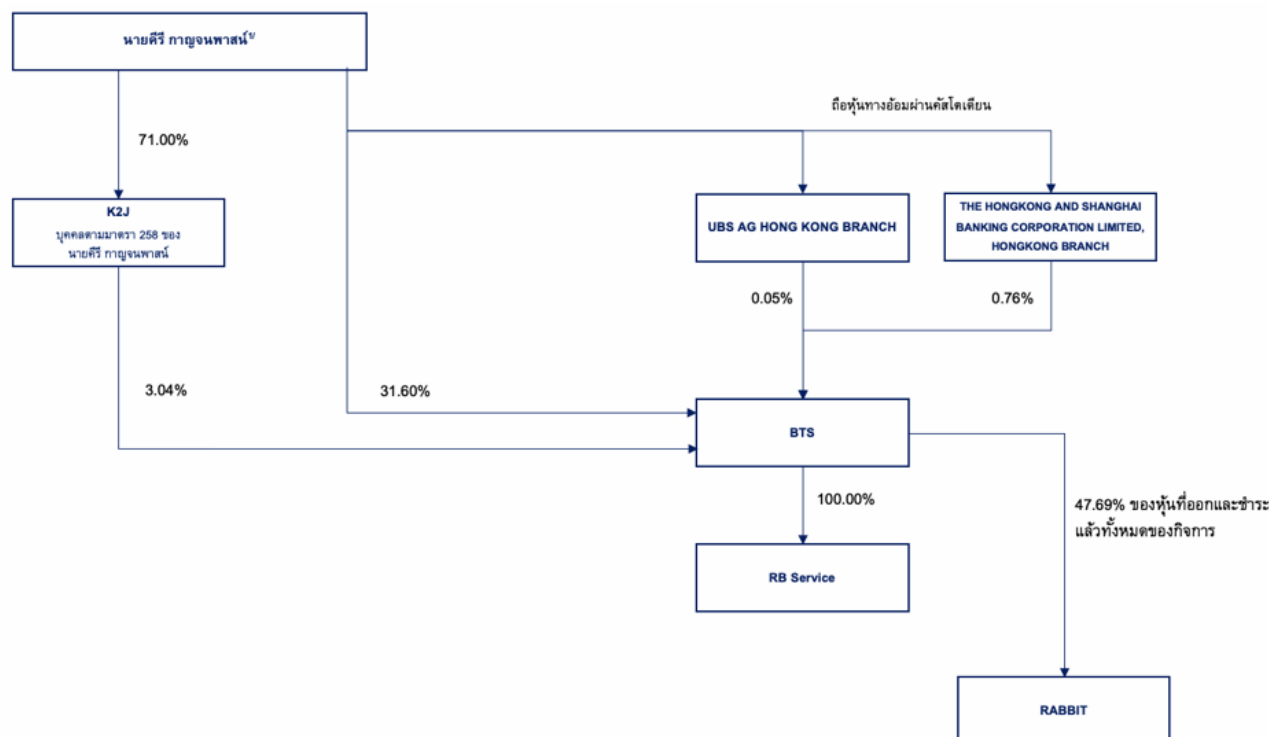 นายคีรี กาญจนพาสน์1/
ถือหุ้นทางอ้อมผ่านคัสโตเดียน
71.00%
K2J
บุคคลตามมาตรา 258 ของ
นายคีรี กาญจนพาสน์
UBS AG HONG KONG BRANCH
THE HONGKONG AND SHANGHAI
BANKING CORPORATION LIMITED,
HONGKONG BRANCH
0.05%
0.76%
3.04%
31.60%
BTS
100.00%
47.69% ของหุ้นที่ออกและชำระ
แล้วทั้งหมดของกิจการ
RB Service
RABBIT